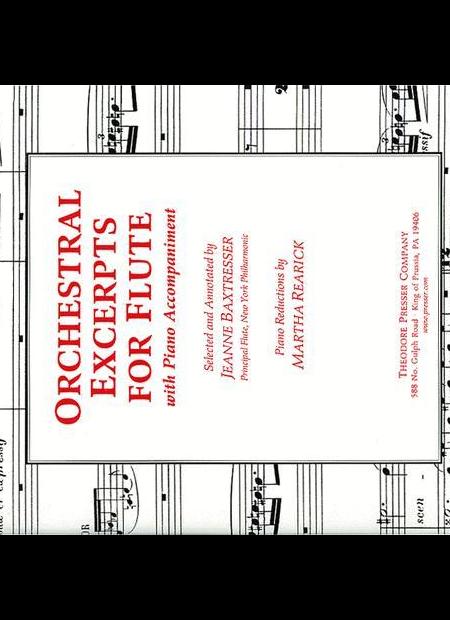 ORCHESTRAL
EXCERPTS
FOR FLUTE
with Piano Accompaniment
Selected and Annotated by
JEANNE BAXTRESSER
Principal Flute, New York Philharmonic
Piano Reductions by
MARTHA REARICK
THEODORE PRESSER COMPANY
588 No. Gulph Road King of Prussia, PA 19406
www.presser.com
scen -